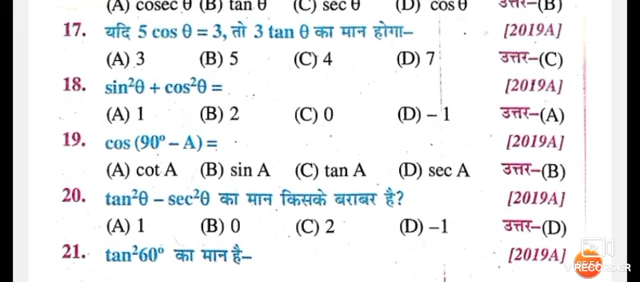 (A) cosec θ (B) tan θ (C) sec θ (D) cos θ उत्तर–(B)
17. यदि 5 cos θ = 3, तो 3 tan θ का मान होगा– [2019A]
(A) 3 (B) 5 (C) 4 (D) 7 उत्तर–(C)
18. sin²θ + cos²θ = [2019A]
(A) 1 (B) 2 (C) 0 (D) – 1 उत्तर–(A)
19. cos (90° – A) = [2019A]
(A) cot A (B) sin A (C) tan A (D) sec A उत्तर–(B)
20. tan²θ – sec²θ का मान किसके बराबर है? [2019A]
(A) 1 (B) 0 (C) 2 (D) –1 उत्तर–(D)
21. tan²60° का मान है– [2019A]
RECORDER